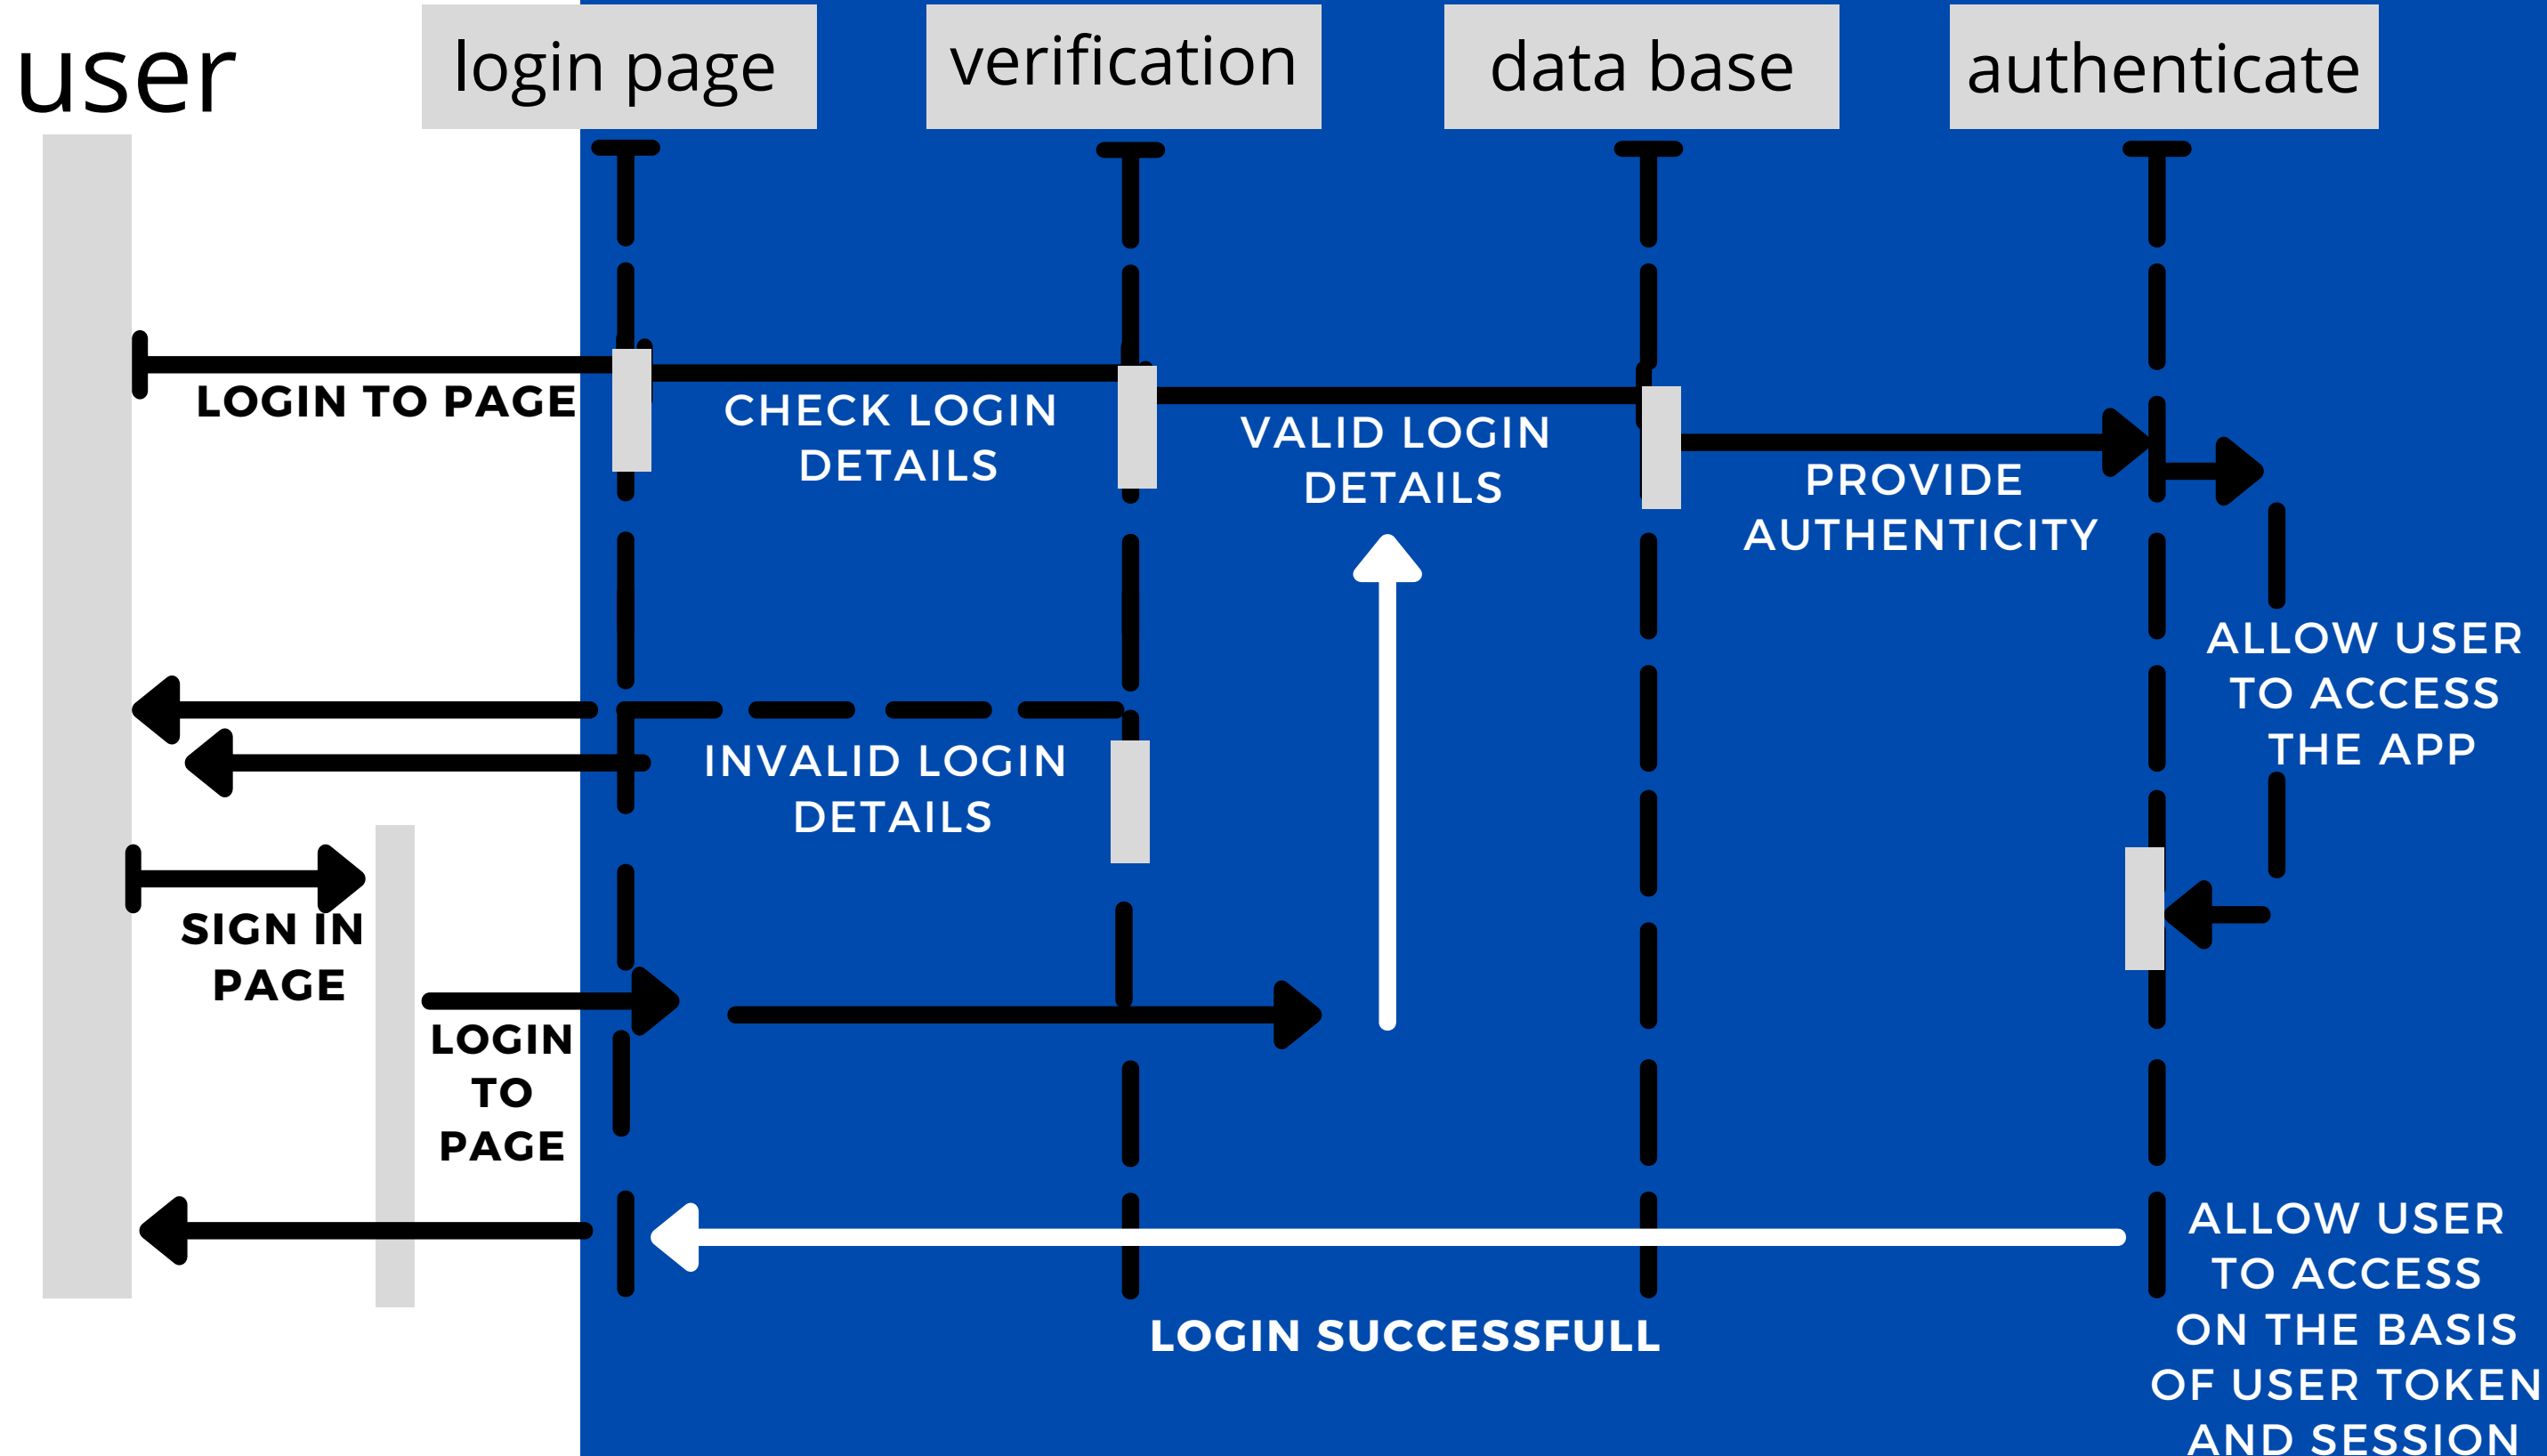 user
login page
verification
data base
authenticate
LOGIN TO PAGE
CHECK LOGIN
DETAILS
VALID LOGIN
DETAILS
PROVIDE
AUTHENTICITY
ALLOW USER
TO ACCESS
THE APP
INVALID LOGIN
DETAILS
SIGN IN
PAGE
LOGIN
TO
PAGE
LOGIN SUCCESSFULL
ALLOW USER
TO ACCESS
ON THE BASIS
OF USER TOKEN
AND SESSION